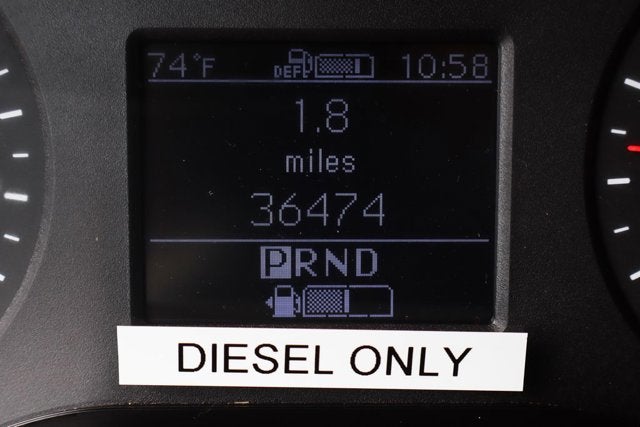 74°F DEF 10:58
1.8
miles
36474
PRND
DIESEL ONLY